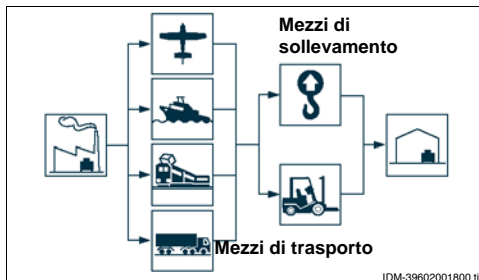 Mezzi di
sollevamento
Mezzi di trasporto
IDM-39602001800.ti